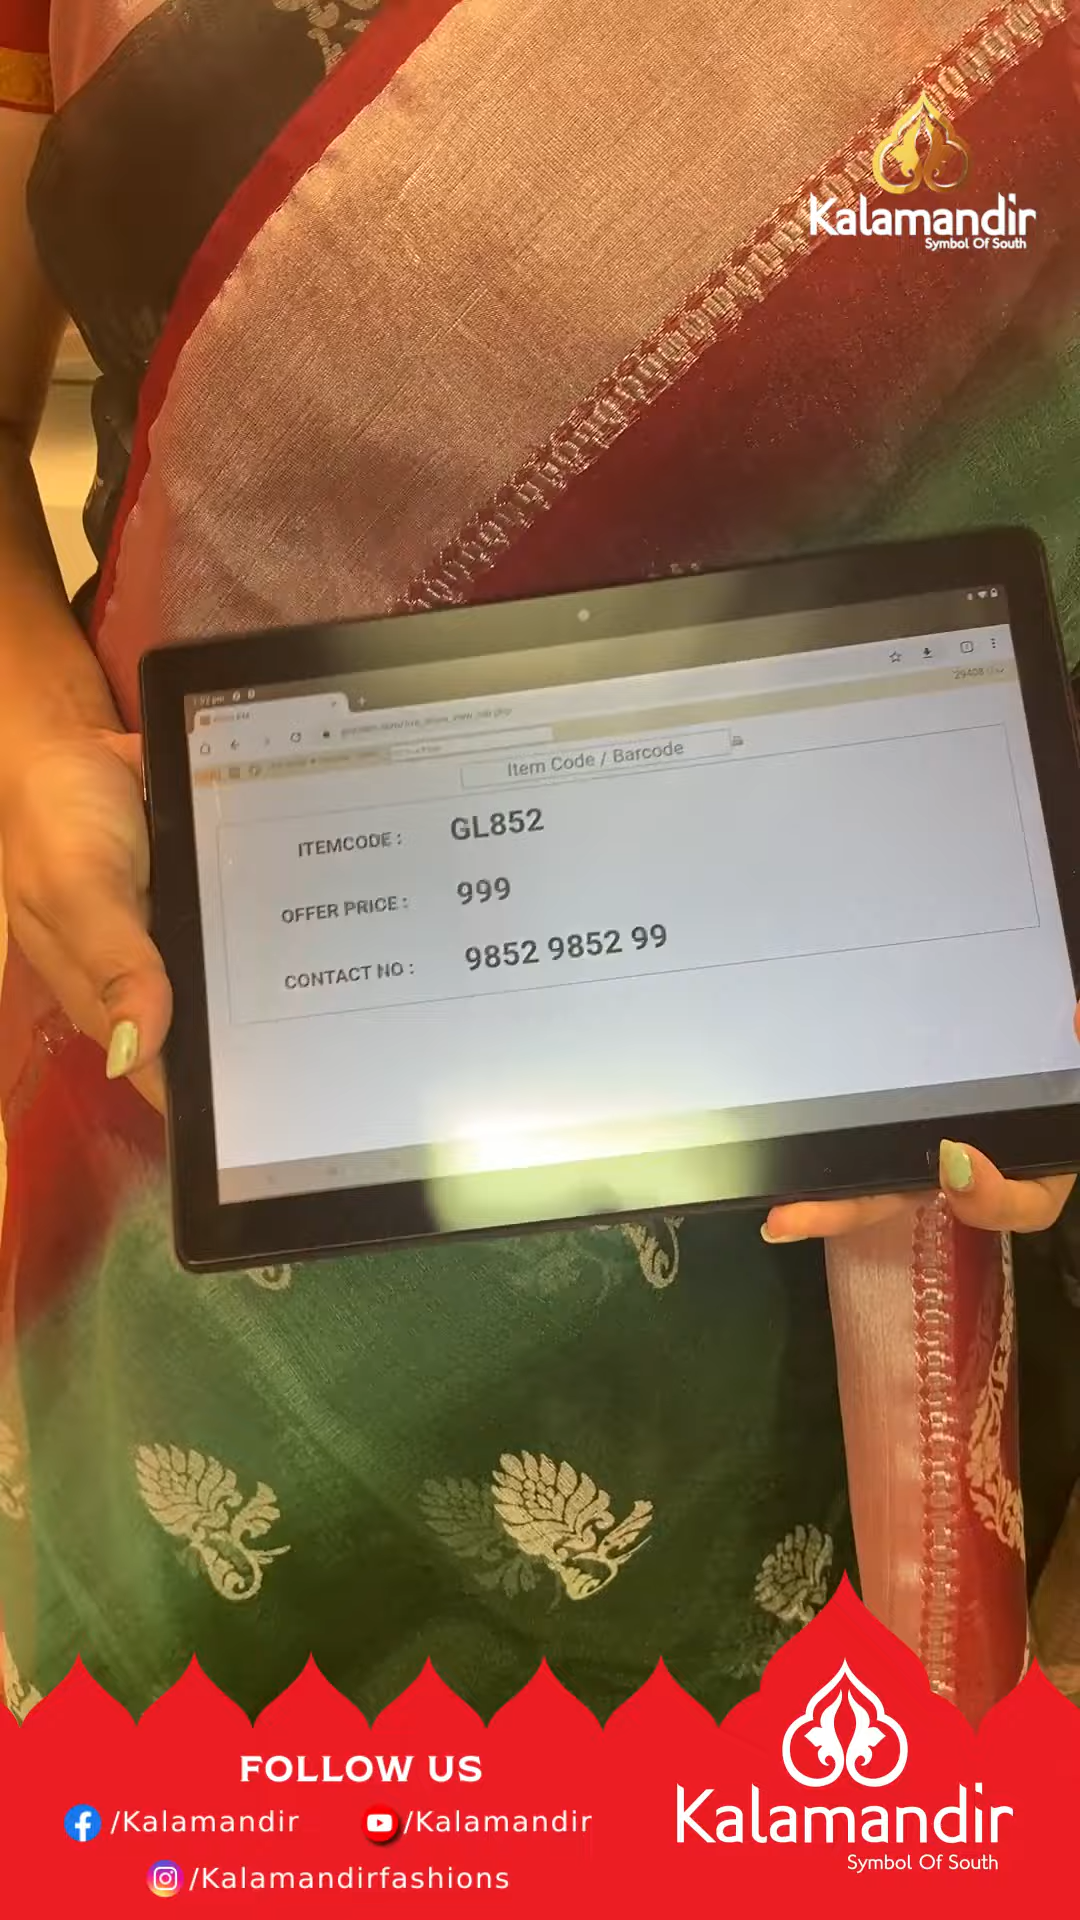 Kalamandir
Symbol Of South
29408
Item Code / Barcode
ITEMCODE : GL852
OFFER PRICE : 999
CONTACT NO : 9852 9852 99
FOLLOW US
/Kalamandir /Kalamandir
/Kalamandirfashions
Kalamandir
Symbol Of South